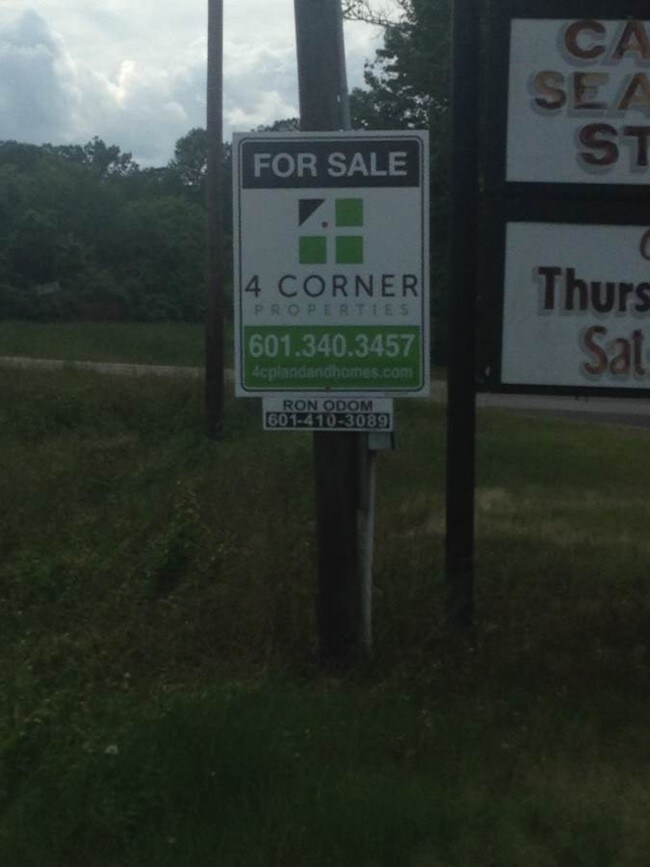 FOR SALE
4 CORNER
PROPERTIES
601.340.3457
4cplandandhomes.com
RON ODOM
601-410-3089
CA
SEA
ST
Thurs
Sat